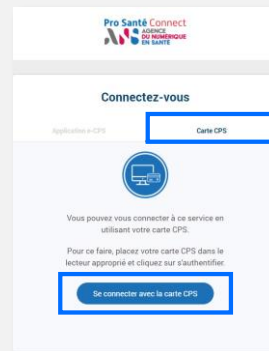 Pro Santé Connect
AGENCE
DU NUMÉRIQUE
EN SANTÉ
Connectez-vous
Application e-CPS
Carte CPS
Vous pouvez vous connecter à ce service en
utilisant votre carte CPS.
Pour ce faire, placez votre carte CPS dans le
lecteur approprié et cliquez sur s'authentifier.
Se connecter avec la carte CPS